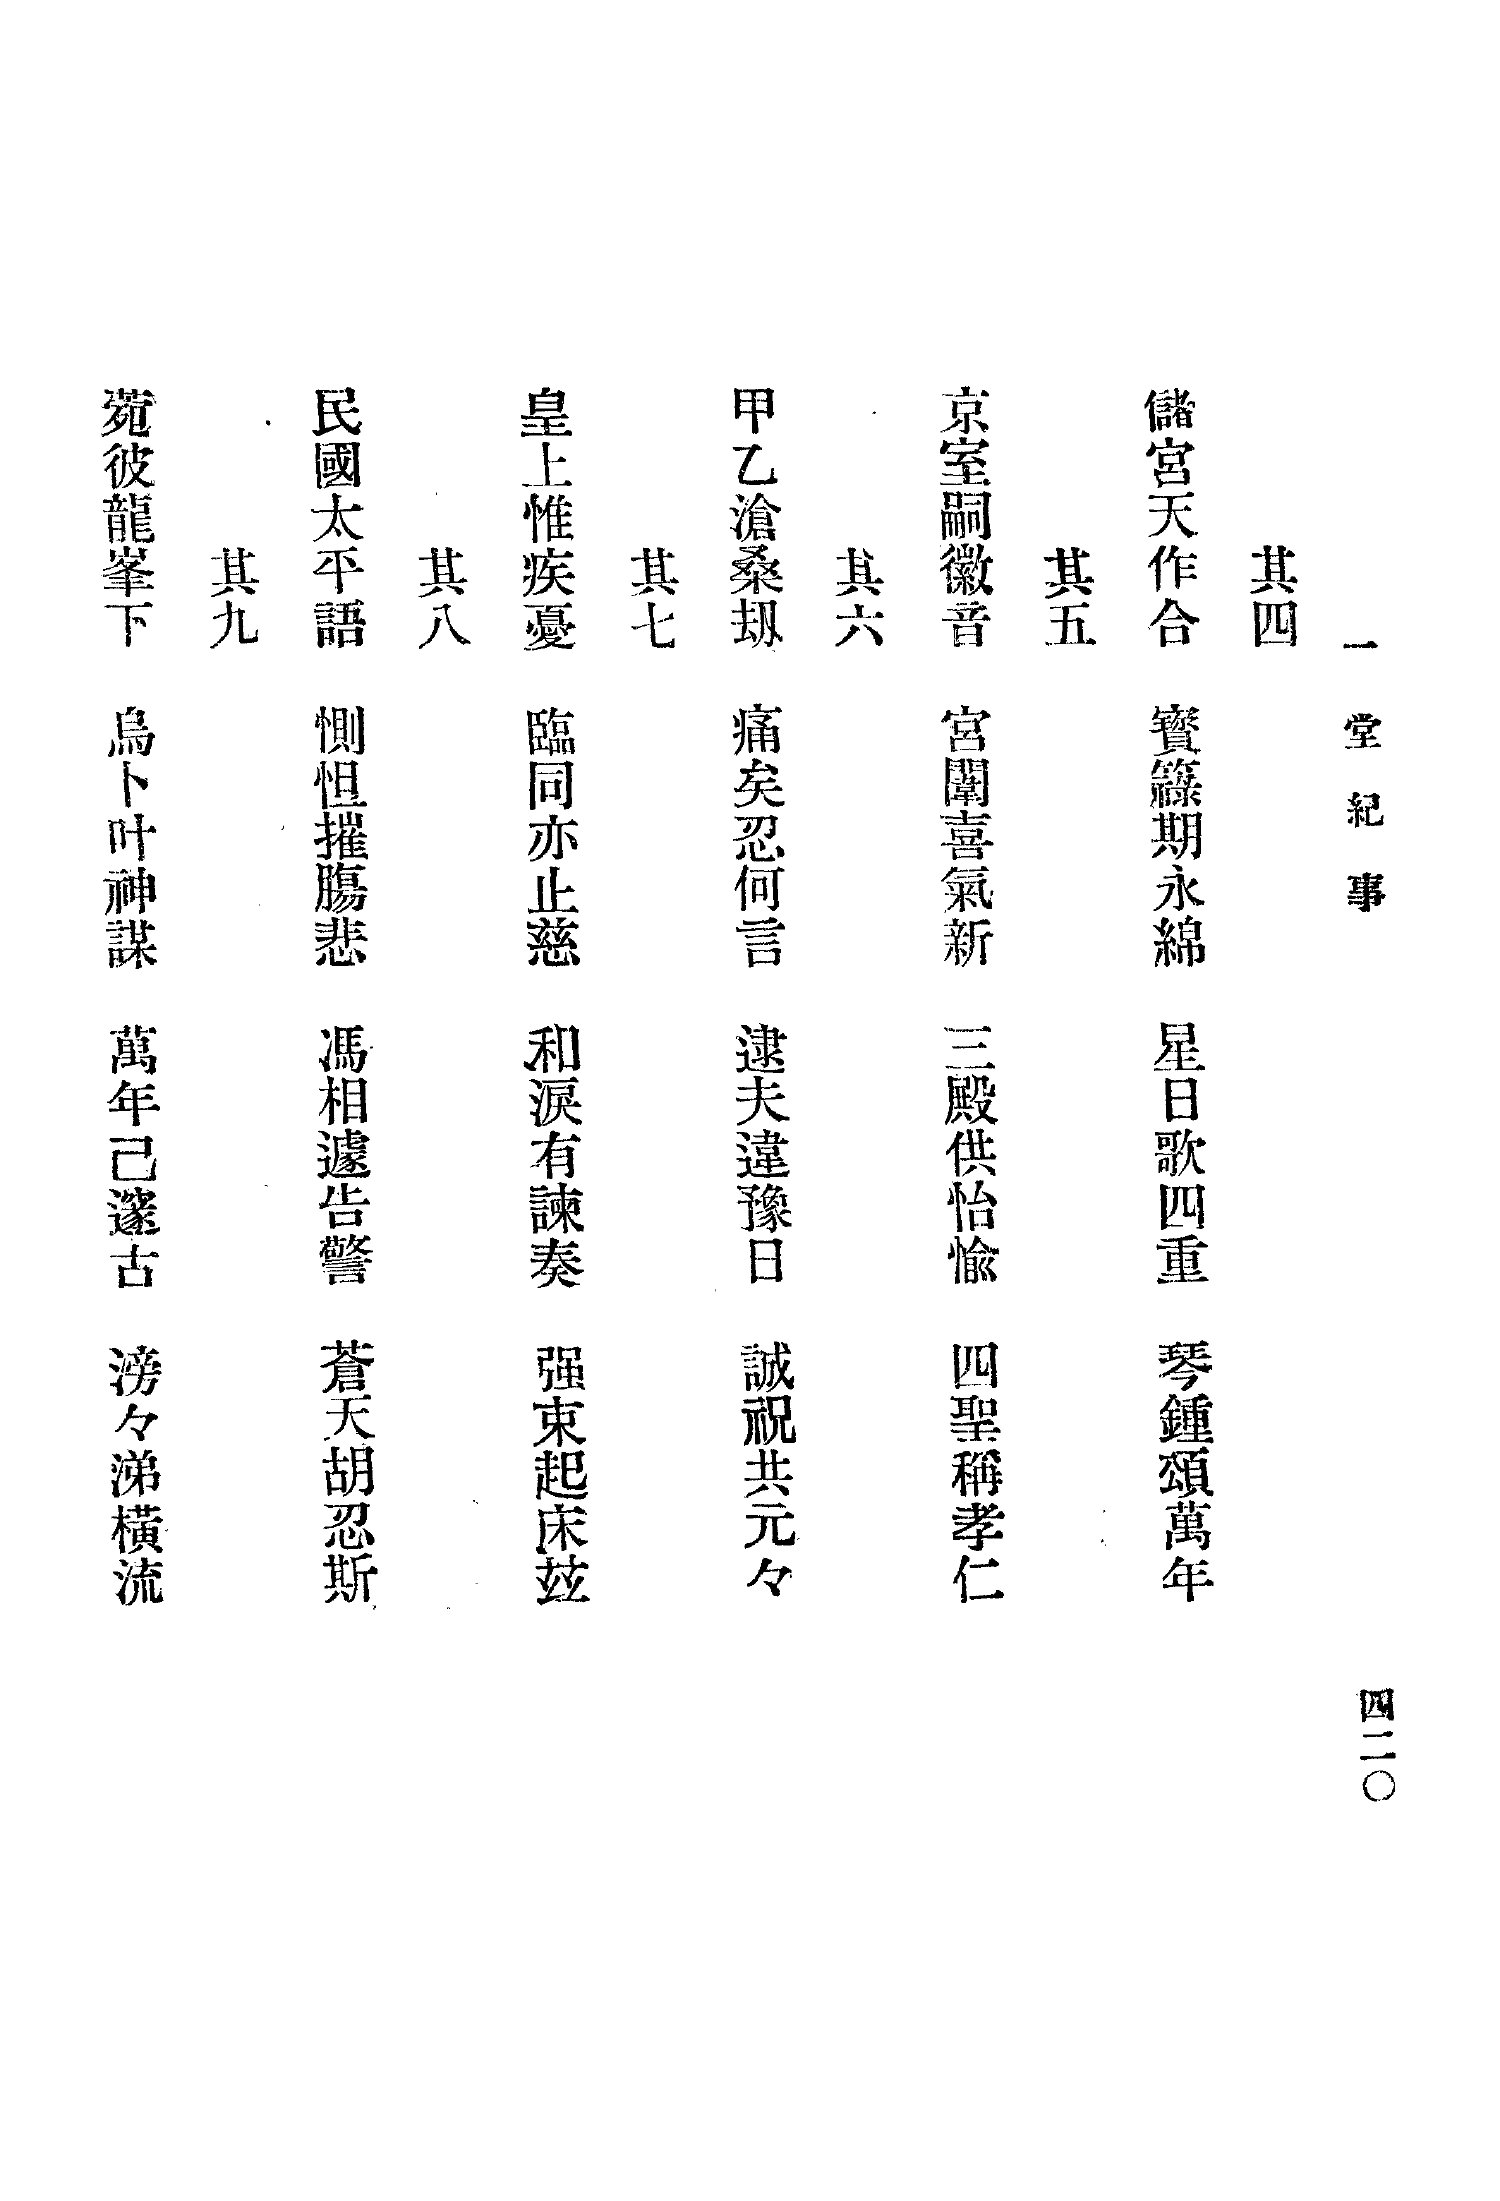 一堂紀事 四二〇
其四
儲宮天作合 寶籙期永綿 星日歌四重 琴鍾頌萬年
其五
京室嗣徽音 宮闈喜氣新 三殿供怡愉 四聖稱孝仁
其六
甲乙滄桑刼 痛矣忍何言 逮夫違豫日 誠祝共元々
其七
皇上惟疾憂 臨同亦止慈 和淚有諫奏 强束起床玆
其八
民國太平語 惻怛摧膓悲 馮相遽告警 蒼天胡忍斯
其九
菀彼龍峯下 烏卜叶神謀 萬年己邃古 滂々涕橫流